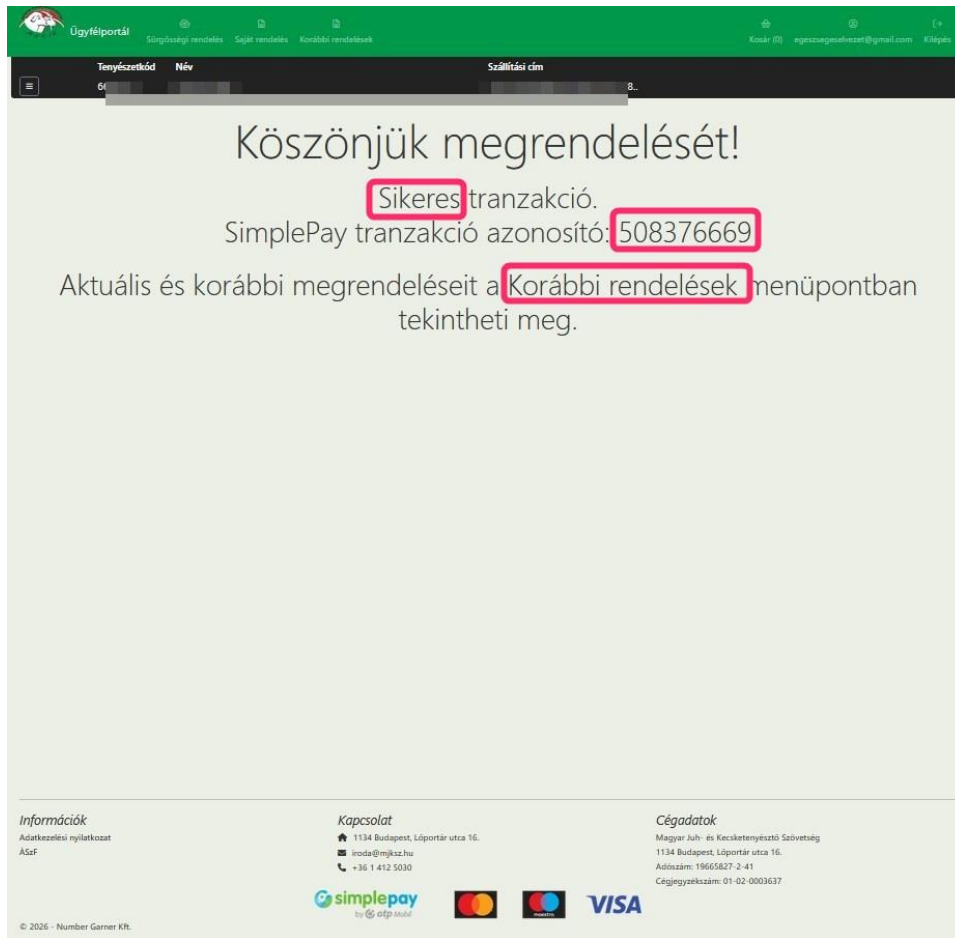 Ügyfélportál
Sürgősségi rendelés Saját rendelés Korábbi rendelések
Kosár (0) egeszsegeselvezet@gmail.com Kilépés
Tenyészetkód Név Szállítási cím
6 8..
Köszönjük megrendelését!
Sikeres tranzakció.
SimplePay tranzakció azonosító: 508376669
Aktuális és korábbi megrendeléseit a Korábbi rendelések menüpontban
tekintheti meg.
Információk
Adatkezelési nyilatkozat
ÁSzF
Kapcsolat
1134 Budapest, Lőportár utca 16.
iroda@mjksz.hu
+36 1 412 5030
Cégadatok
Magyar Juh- és Kecsketenyésztő Szövetség
1134 Budapest, Lőportár utca 16.
Adószám: 19665827-2-41
Cégjegyzékszám: 01-02-0003637
simplepay
by otp Mobil
maestro
VISA
© 2026 - Number Garner Kft.